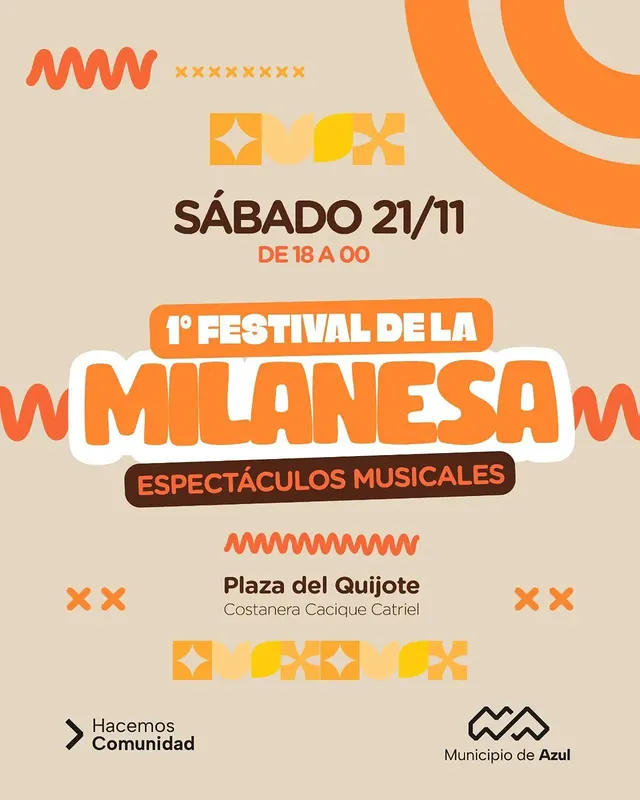 SÁBADO 21/11
DE 18 A 00
1º FESTIVAL DE LA
MILANESA
ESPECTÁCULOS MUSICALES
Plaza del Quijote
Costanera Cacique Catriel
Hacemos
Comunidad
Municipio de Azul